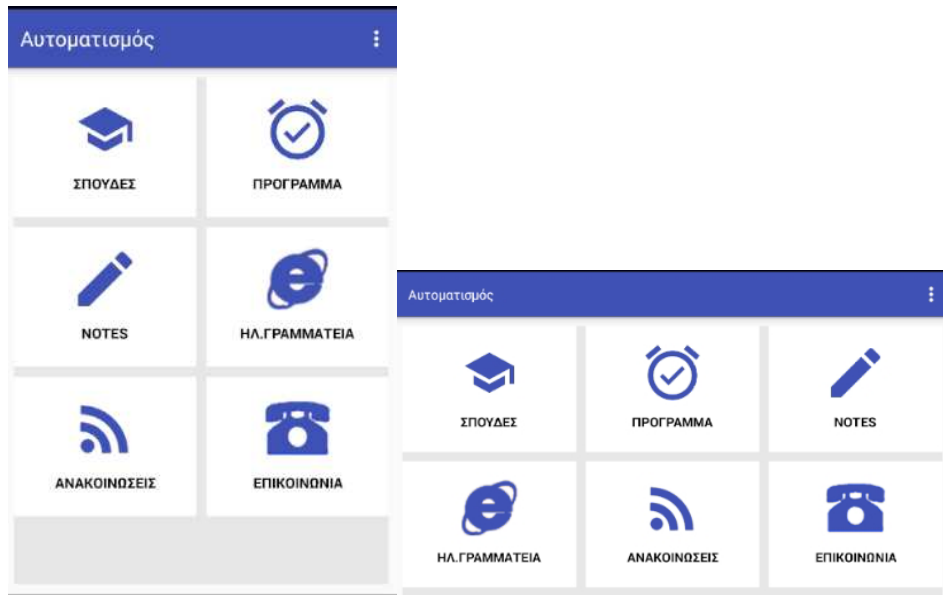 Αυτοματισμός
ΣΠΟΥΔΕΣ
ΠΡΟΓΡΑΜΜΑ
NOTES
ΗΛ.ΓΡΑΜΜΑΤΕΙΑ
ΑΝΑΚΟΙΝΩΣΕΙΣ
ΕΠΙΚΟΙΝΩΝΙΑ
Αυτοματισμός
ΣΠΟΥΔΕΣ
ΠΡΟΓΡΑΜΜΑ
NOTES
ΗΛ.ΓΡΑΜΜΑΤΕΙΑ
ΑΝΑΚΟΙΝΩΣΕΙΣ
ΕΠΙΚΟΙΝΩΝΙΑ